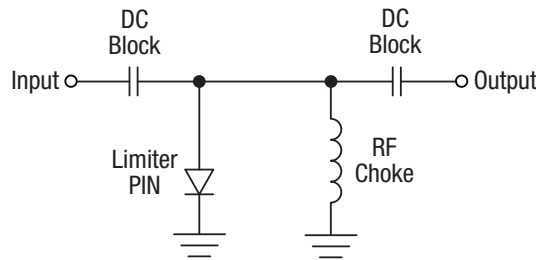 DC
Block
DC
Block
Input
Output
Limiter
PIN
RF
Choke